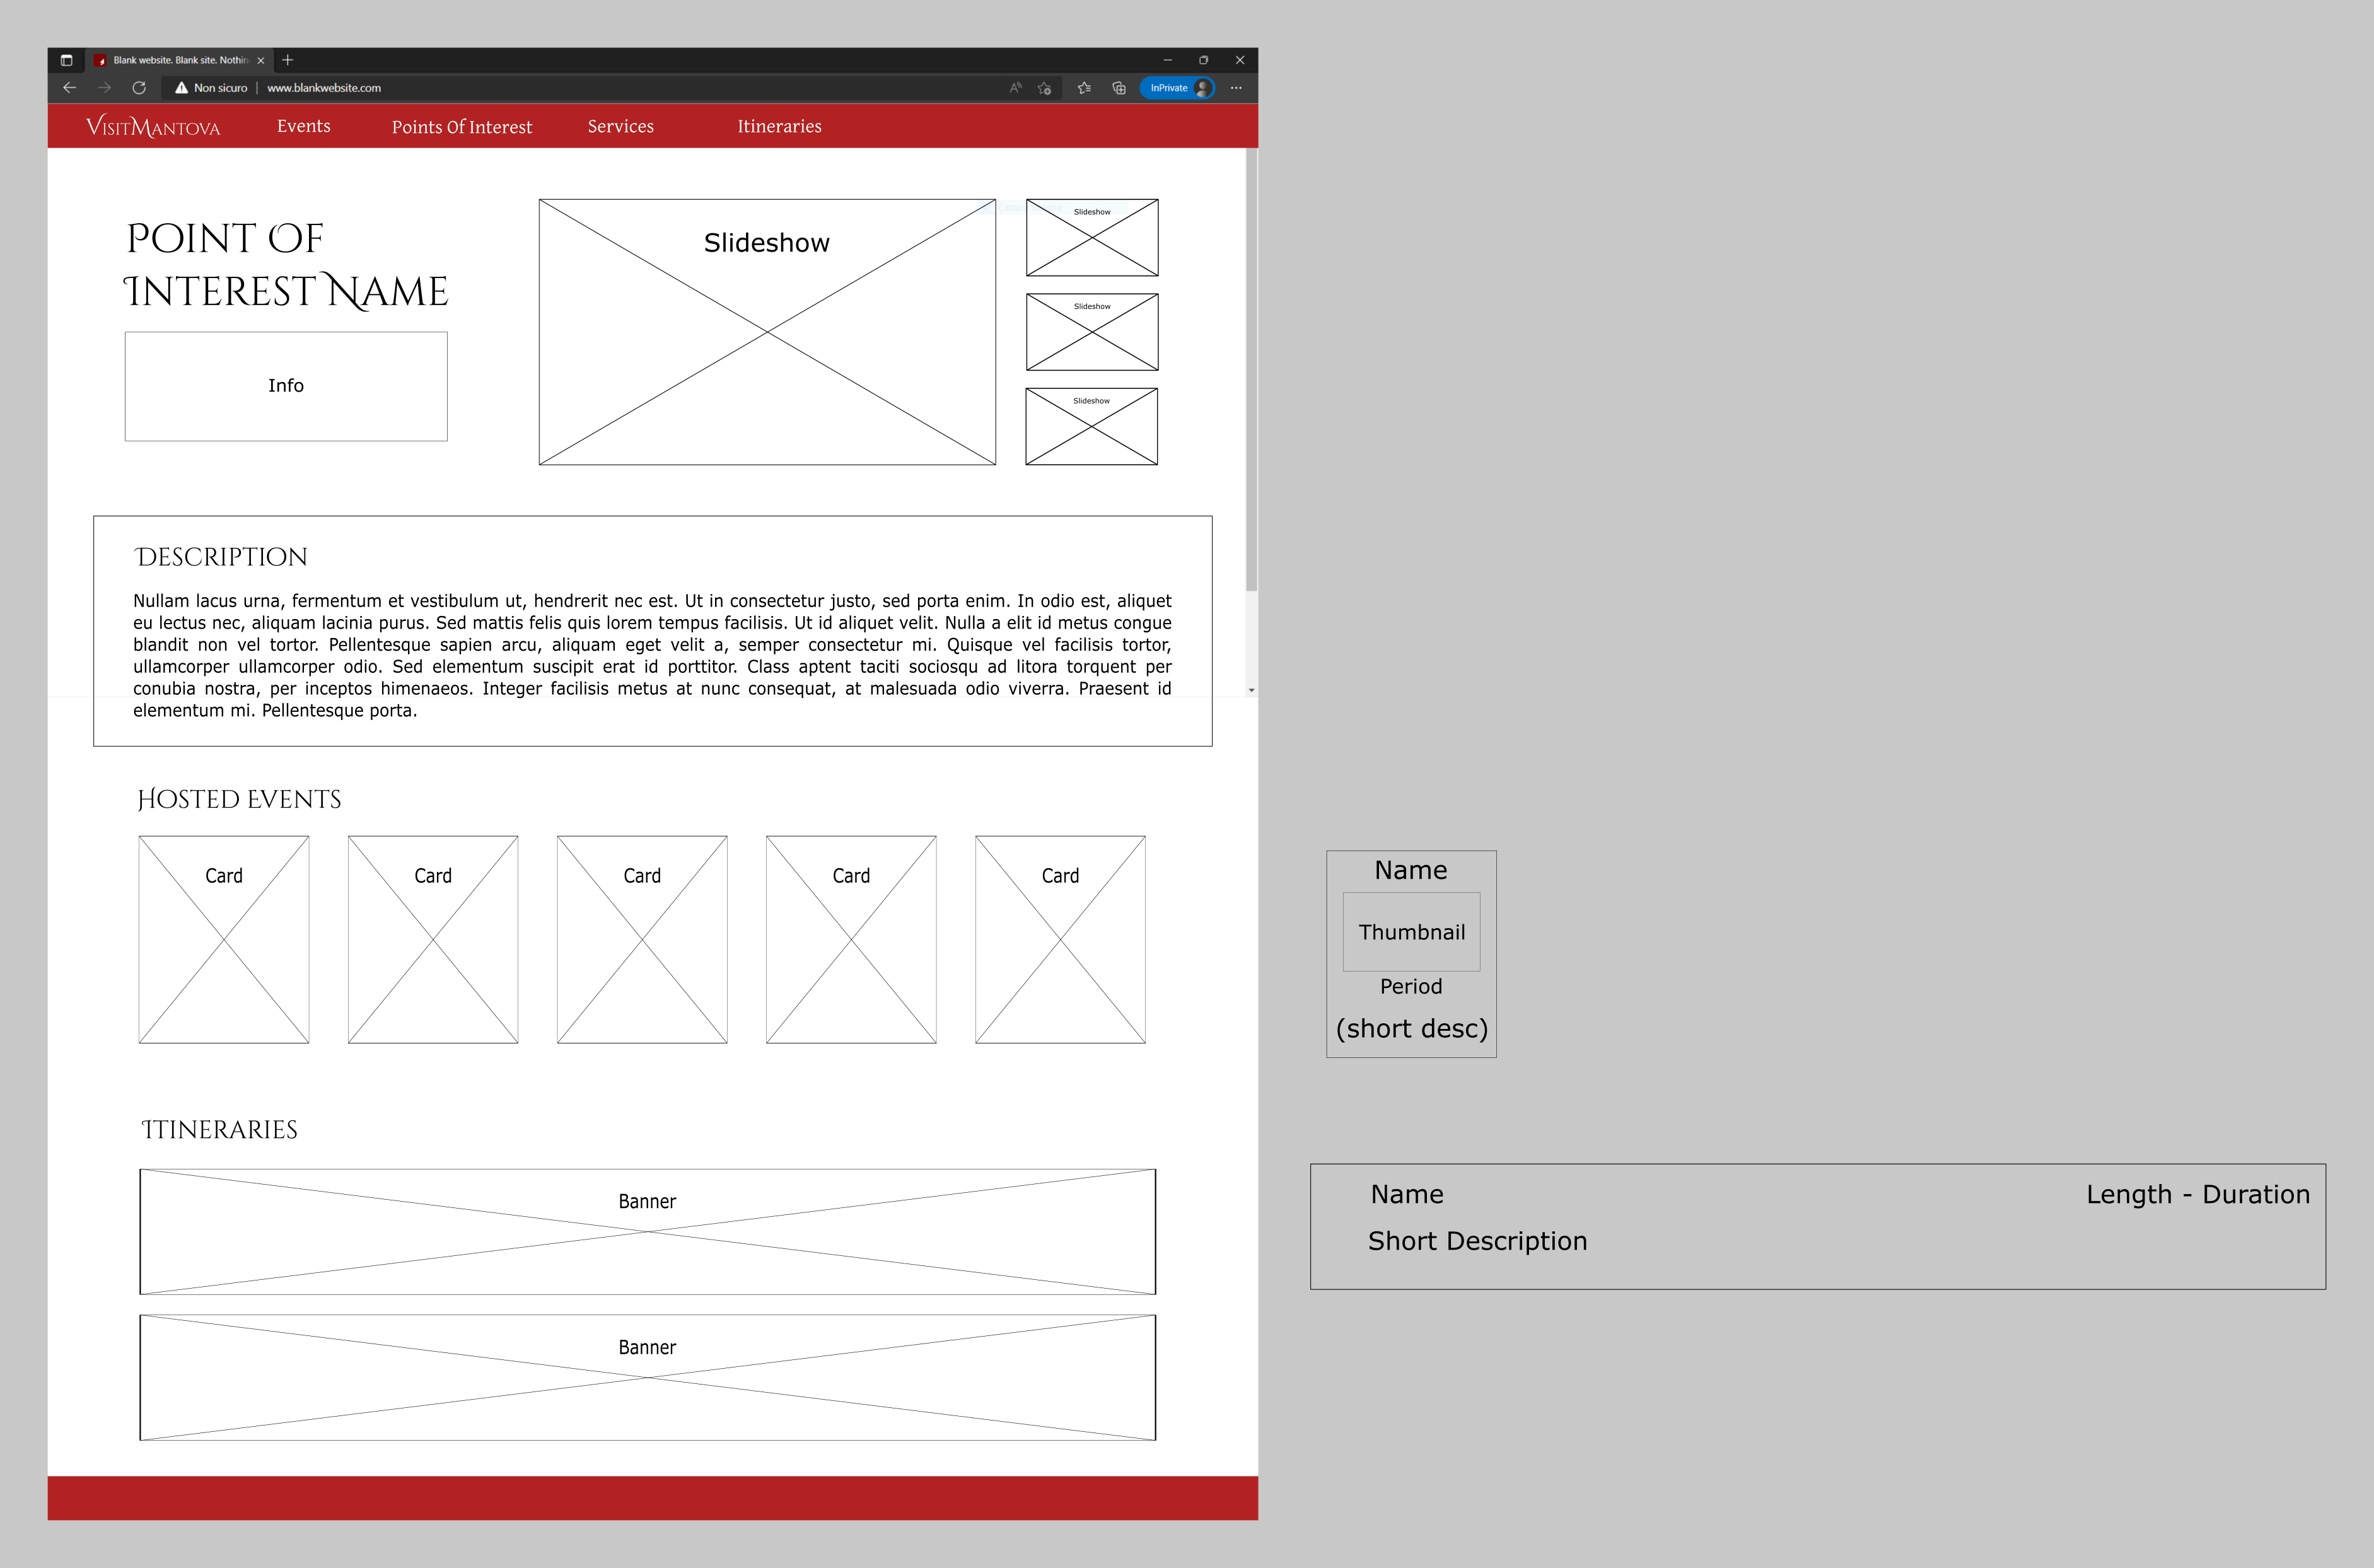 Blank website. Blank site. Nothin
Non sicuro | www.blankwebsite.com
InPrivate
VisitMantova
Events
Points Of Interest
Services
Itineraries
Point Of
Interest Name
Info
Slideshow
Slideshow
Slideshow
Slideshow
Description
Nullam lacus urna, fermentum et vestibulum ut, hendrerit nec est. Ut in consectetur justo, sed porta enim. In odio est, aliquet
eu lectus nec, aliquam lacinia purus. Sed mattis felis quis lorem tempus facilisis. Ut id aliquet velit. Nulla a elit id metus congue
blandit non vel tortor. Pellentesque sapien arcu, aliquam eget velit a, semper consectetur mi. Quisque vel facilisis tortor,
ullamcorper ullamcorper odio. Sed elementum suscipit erat id porttitor. Class aptent taciti sociosqu ad litora torquent per
conubia nostra, per inceptos himenaeos. Integer facilisis metus at nunc consequat, at malesuada odio viverra. Praesent id
elementum mi. Pellentesque porta.
Hosted Events
Card
Card
Card
Card
Card
Name
Thumbnail
Period
(short desc)
Itineraries
Banner
Banner
Name
Length - Duration
Short Description